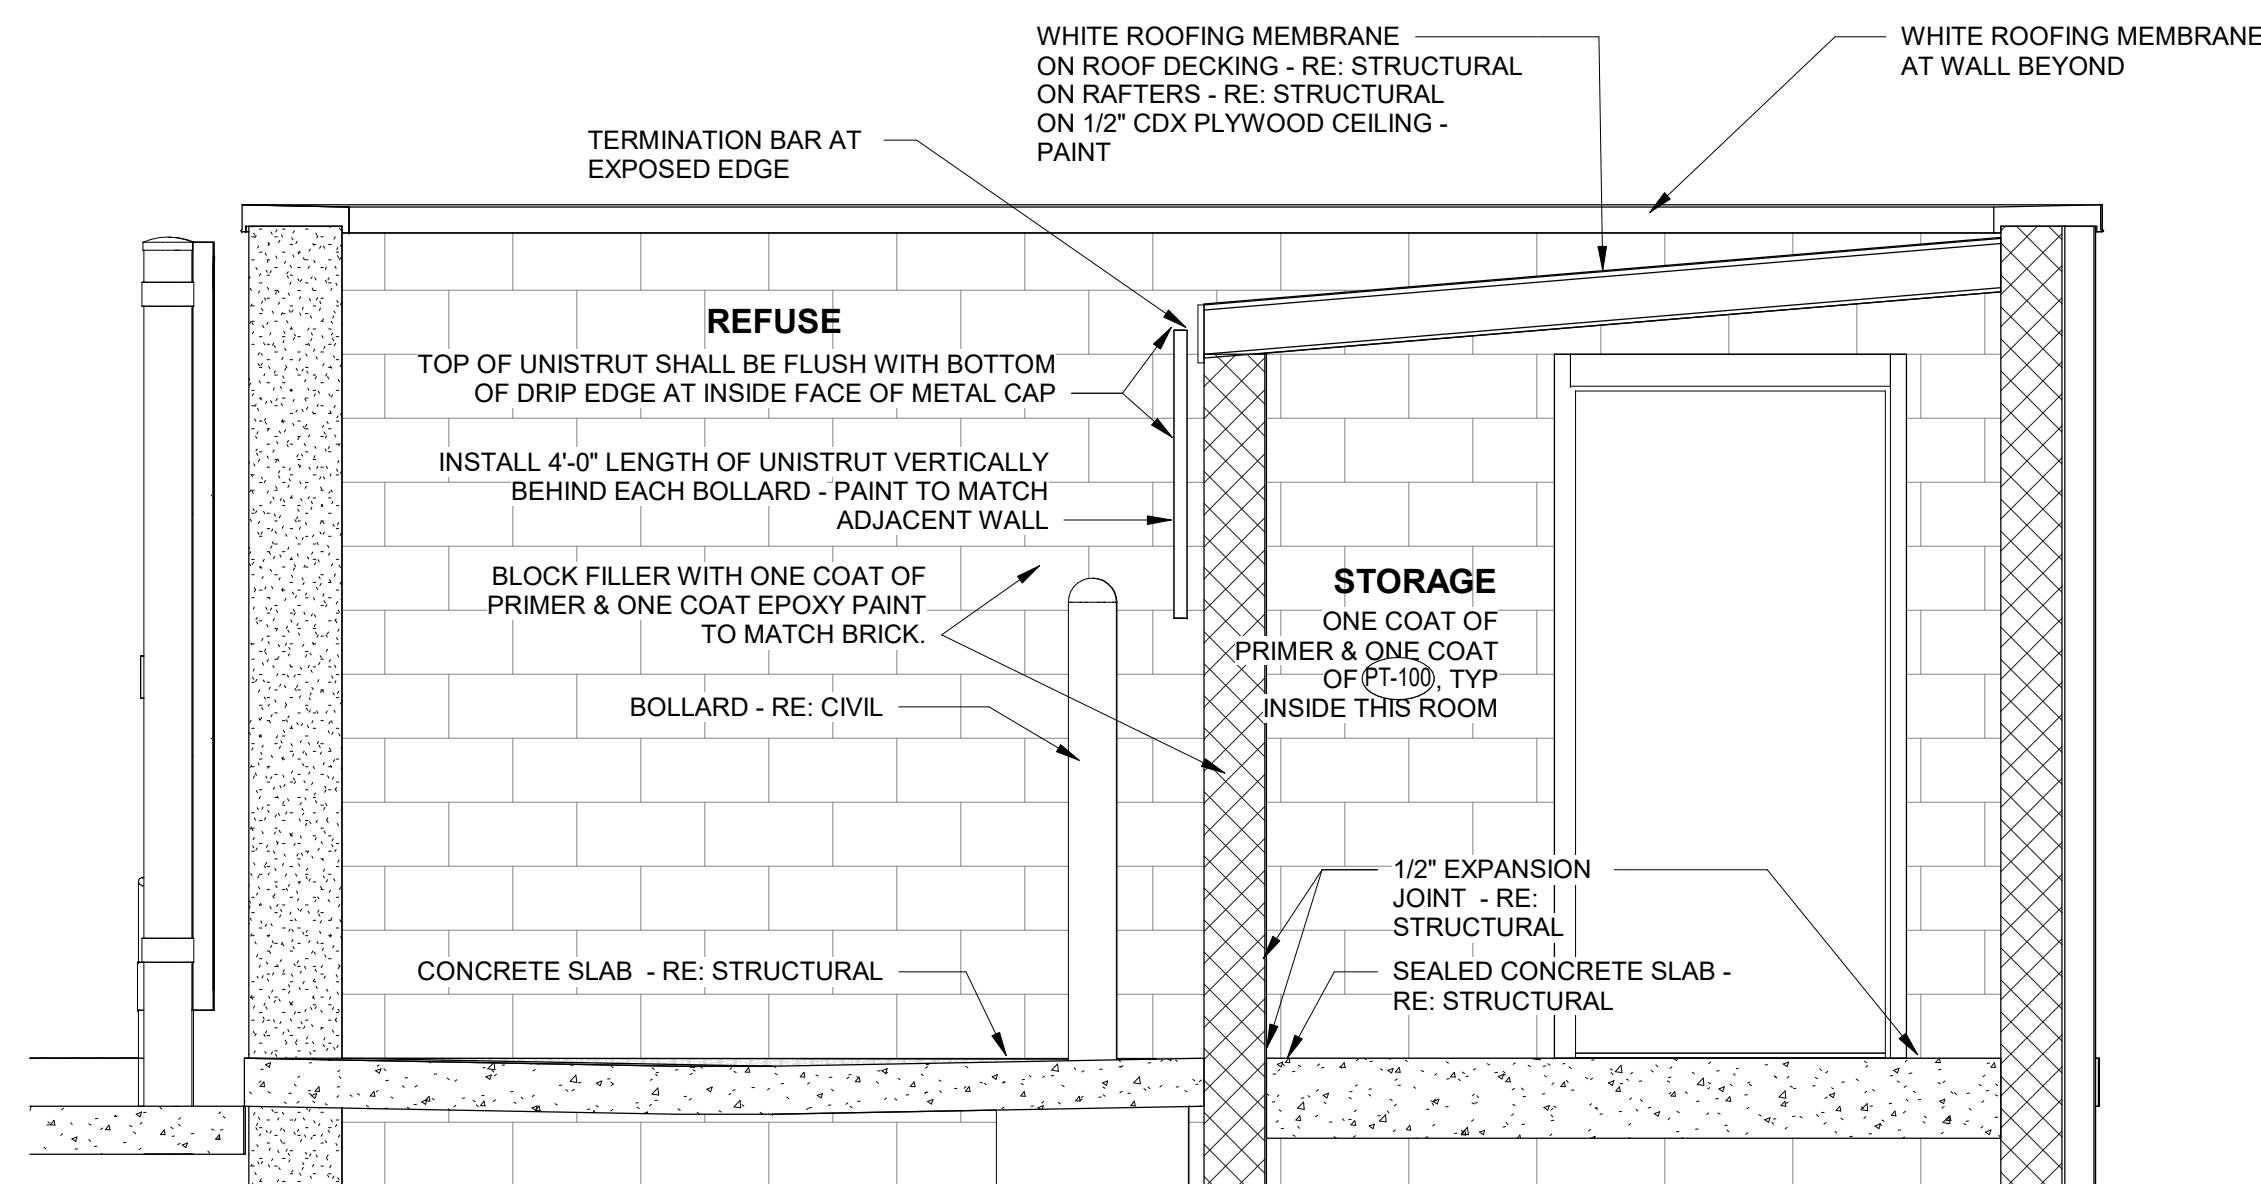 WHITE ROOFING MEMBRANE
ON ROOF DECKING - RE: STRUCTURAL
ON RAFTERS - RE: STRUCTURAL
ON 1/2" CDX PLYWOOD CEILING -
PAINT
WHITE ROOFING MEMBRANE
AT WALL BEYOND
TERMINATION BAR AT
EXPOSED EDGE
REFUSE
TOP OF UNISTRUT SHALL BE FLUSH WITH BOTTOM
OF DRIP EDGE AT INSIDE FACE OF METAL CAP
INSTALL 4'-0" LENGTH OF UNISTRUT VERTICALLY
BEHIND EACH BOLLARD - PAINT TO MATCH
ADJACENT WALL
BLOCK FILLER WITH ONE COAT OF
PRIMER & ONE COAT EPOXY PAINT
TO MATCH BRICK.
BOLLARD - RE: CIVIL
STORAGE
ONE COAT OF
PRIMER & ONE COAT
OF PT-100, TYP
INSIDE THIS ROOM
1/2" EXPANSION
JOINT - RE:
STRUCTURAL
CONCRETE SLAB - RE: STRUCTURAL
SEALED CONCRETE SLAB -
RE: STRUCTURAL